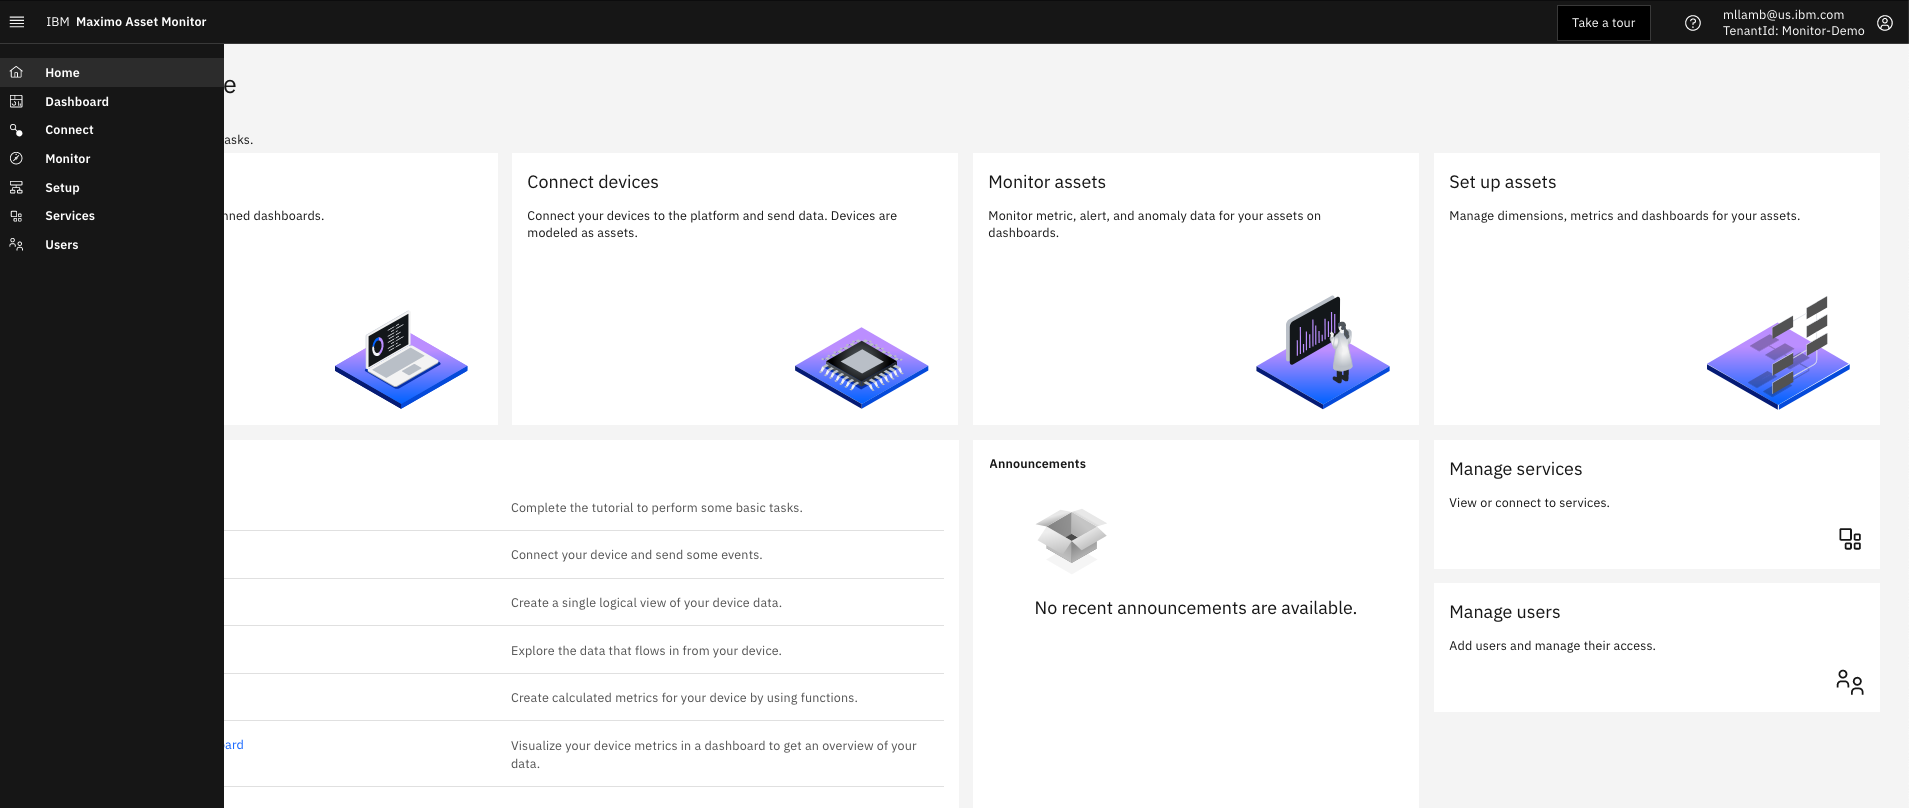 IBM Maximo Asset Monitor
Take a tour
mllamb@us.ibm.com
TenantId: Monitor-Demo
Home
Dashboard
Connect
Monitor
Setup
Services
Users
e
asks.
nned dashboards.
Connect devices
Connect your devices to the platform and send data. Devices are
modeled as assets.
Monitor assets
Monitor metric, alert, and anomaly data for your assets on
dashboards.
Set up assets
Manage dimensions, metrics and dashboards for your assets.
Complete the tutorial to perform some basic tasks.
Connect your device and send some events.
Create a single logical view of your device data.
Explore the data that flows in from your device.
Create calculated metrics for your device by using functions.
ard
Visualize your device metrics in a dashboard to get an overview of your
data.
Announcements
No recent announcements are available.
Manage services
View or connect to services.
Manage users
Add users and manage their access.